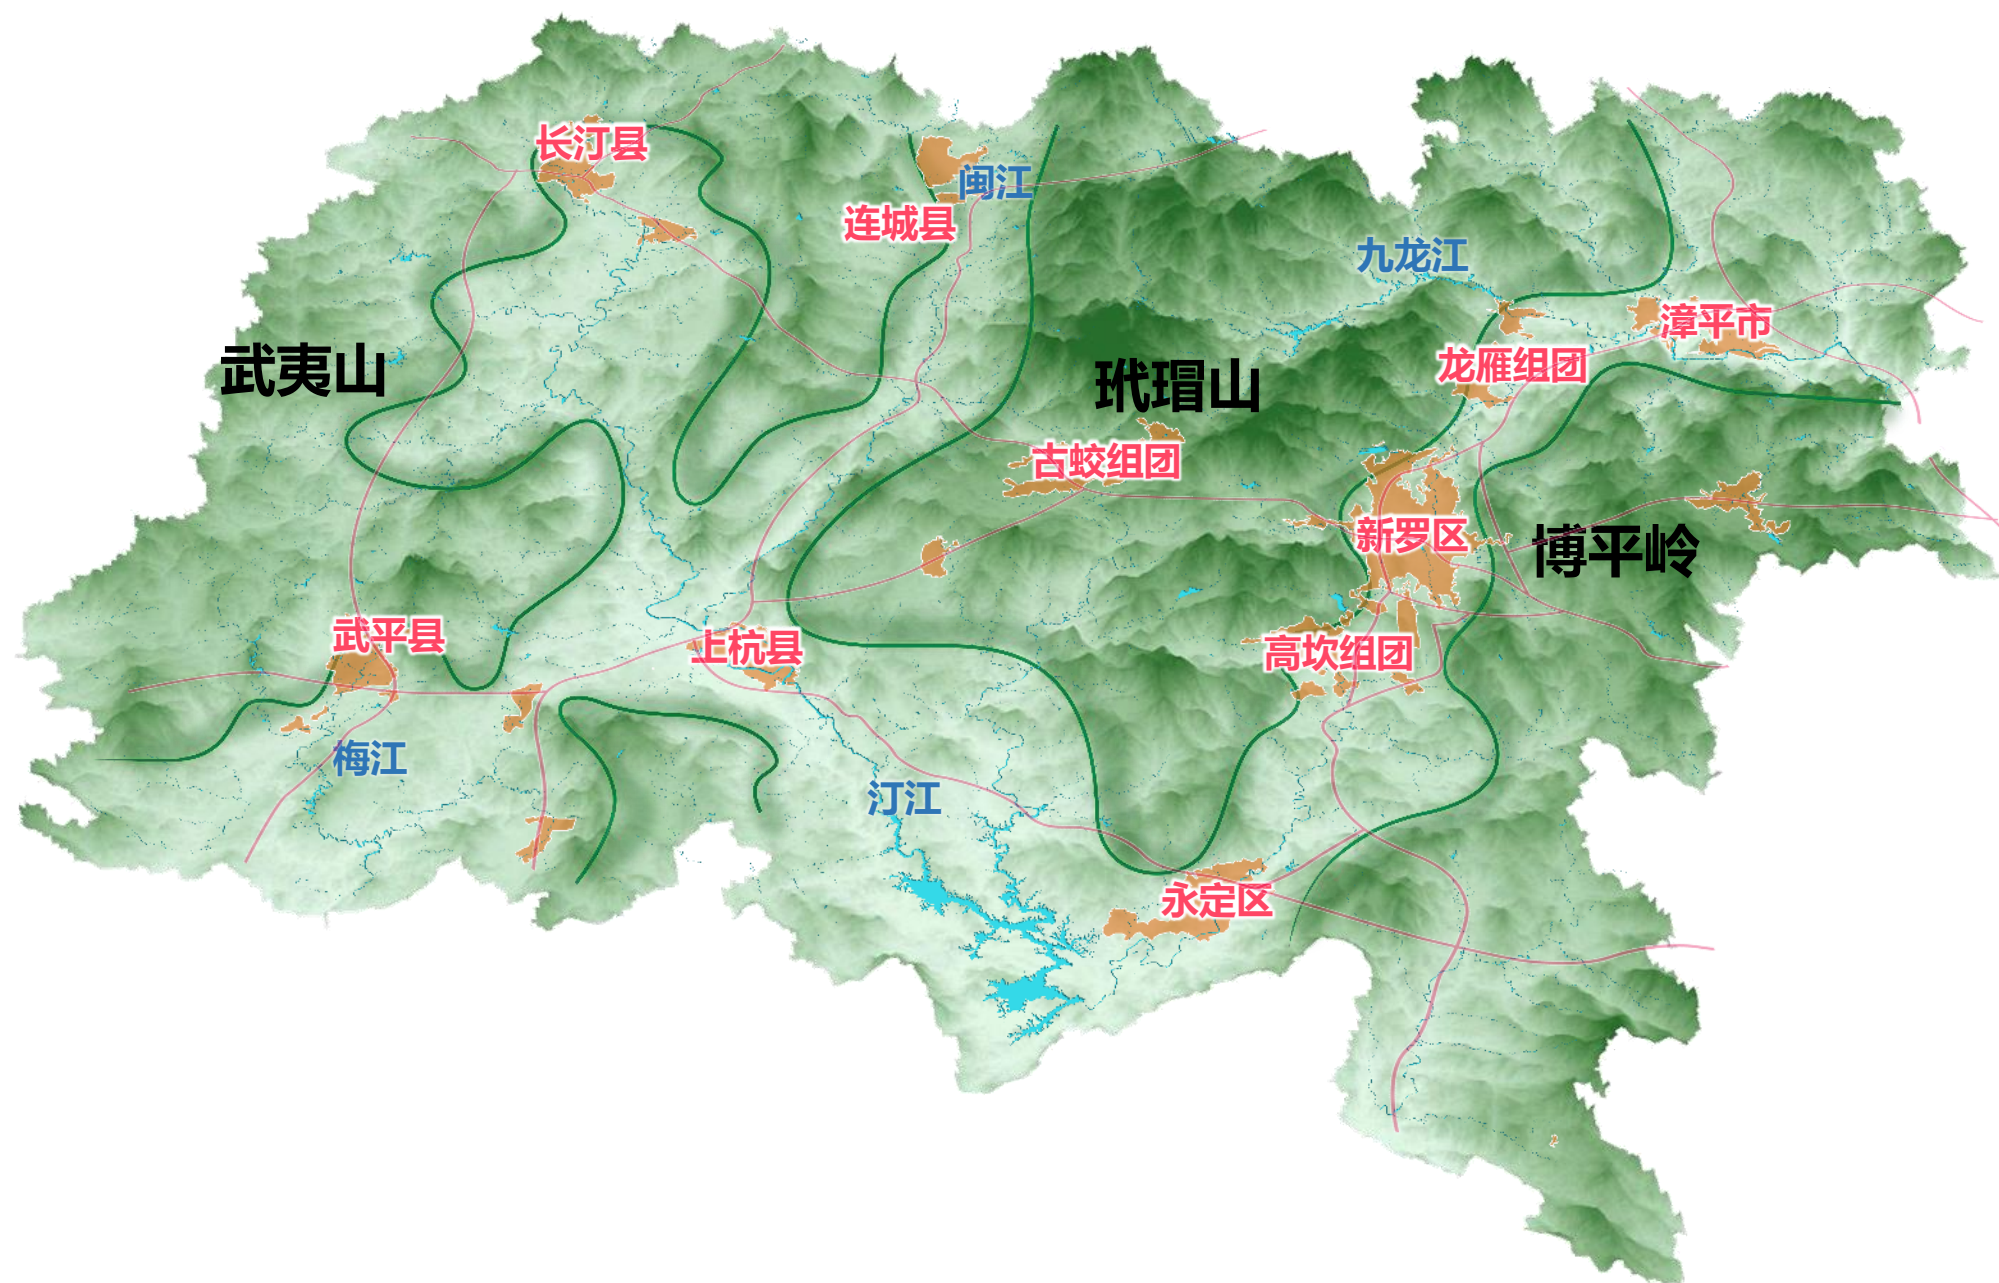 长汀县
闽江
连城县
九龙江
漳平市
武夷山
玳瑁山
龙雁组团
古蛟组团
新罗区
博平岭
武平县
上杭县
高坎组团
梅江
汀江
永定区